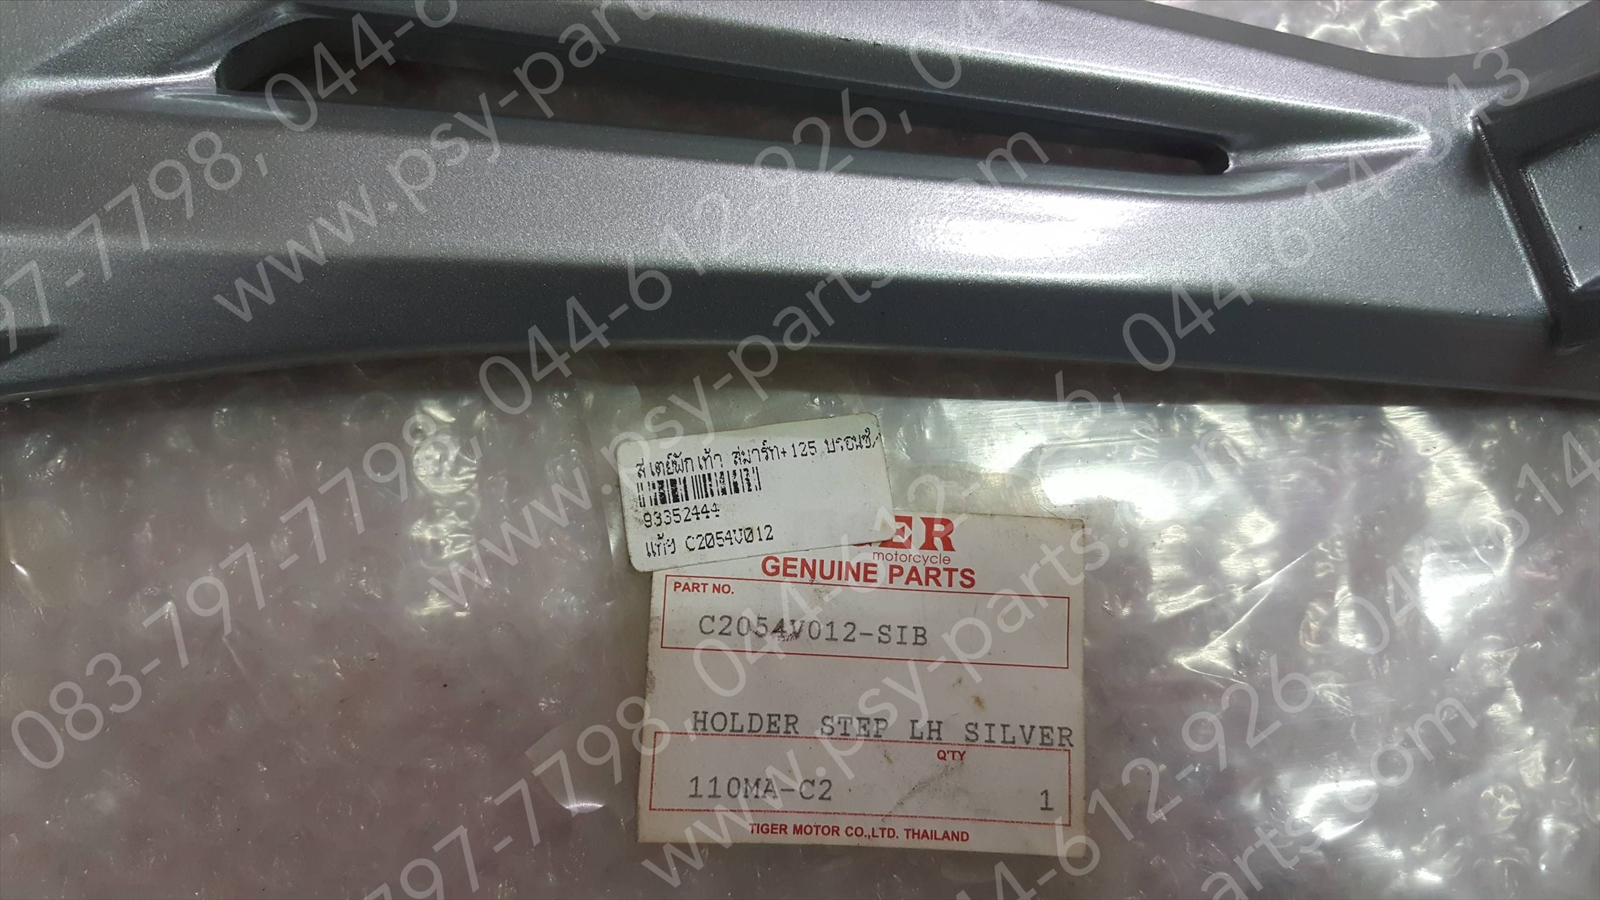 สเตย์พักเท้า สมาร์ท+125 บรอนซ์
93352444
แท้ย C2054V012
motorcycle
GENUINE PARTS
PART NO.
C2054V012-SIB
HOLDER STEP LH SILVER
Q'TY
110MA-C2 1
TIGER MOTOR CO.,LTD. THAILAND
083-797-7798, 044-612-926, 044-614-343
www.psy-parts.com